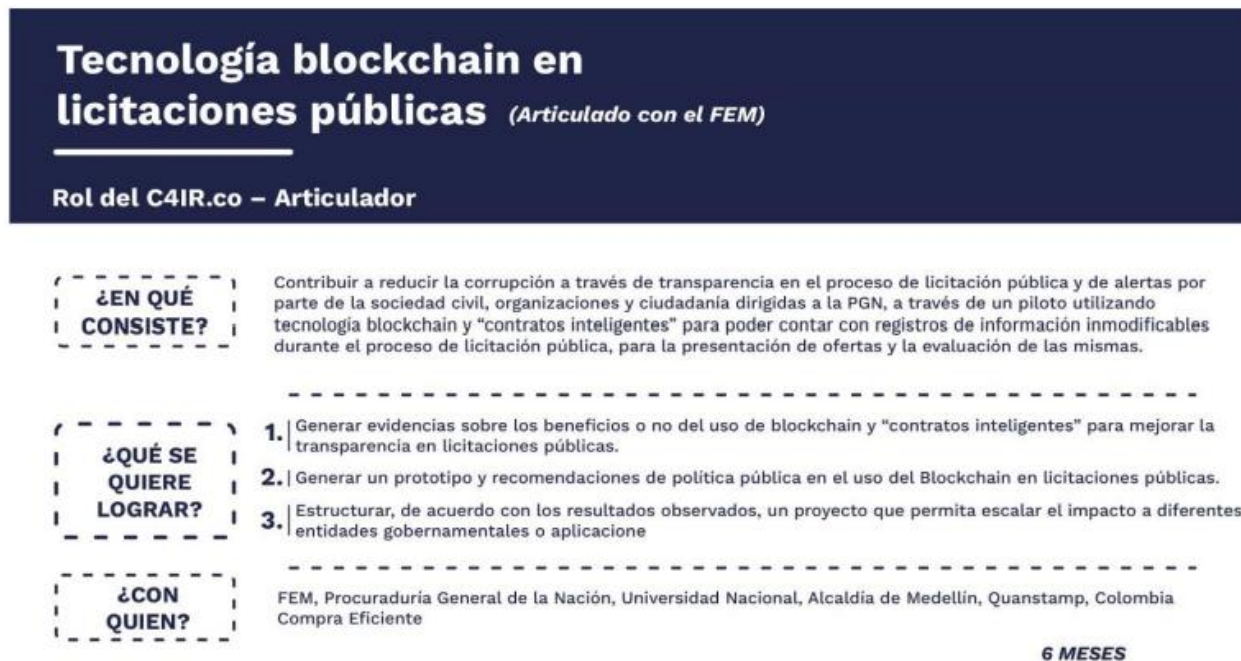 Tecnología blockchain en
licitaciones públicas (Articulado con el FEM)
Rol del C4IR.co – Articulador
¿EN QUÉ
CONSISTE?
Contribuir a reducir la corrupción a través de transparencia en el proceso de licitación pública y de alertas por
parte de la sociedad civil, organizaciones y ciudadanía dirigidas a la PGN, a través de un piloto utilizando
tecnología blockchain y “contratos inteligentes” para poder contar con registros de información inmodificables
durante el proceso de licitación pública, para la presentación de ofertas y la evaluación de las mismas.
¿QUÉ SE
QUIERE
LOGRAR?
1. Generar evidencias sobre los beneficios o no del uso de blockchain y “contratos inteligentes” para mejorar la
transparencia en licitaciones públicas.
2. Generar un prototipo y recomendaciones de política pública en el uso del Blockchain en licitaciones públicas.
3. Estructurar, de acuerdo con los resultados observados, un proyecto que permita escalar el impacto a diferentes
entidades gobernamentales o aplicacione
¿CON
QUIEN?
FEM, Procuraduría General de la Nación, Universidad Nacional, Alcaldía de Medellín, Quanstamp, Colombia
Compra Eficiente
6 MESES